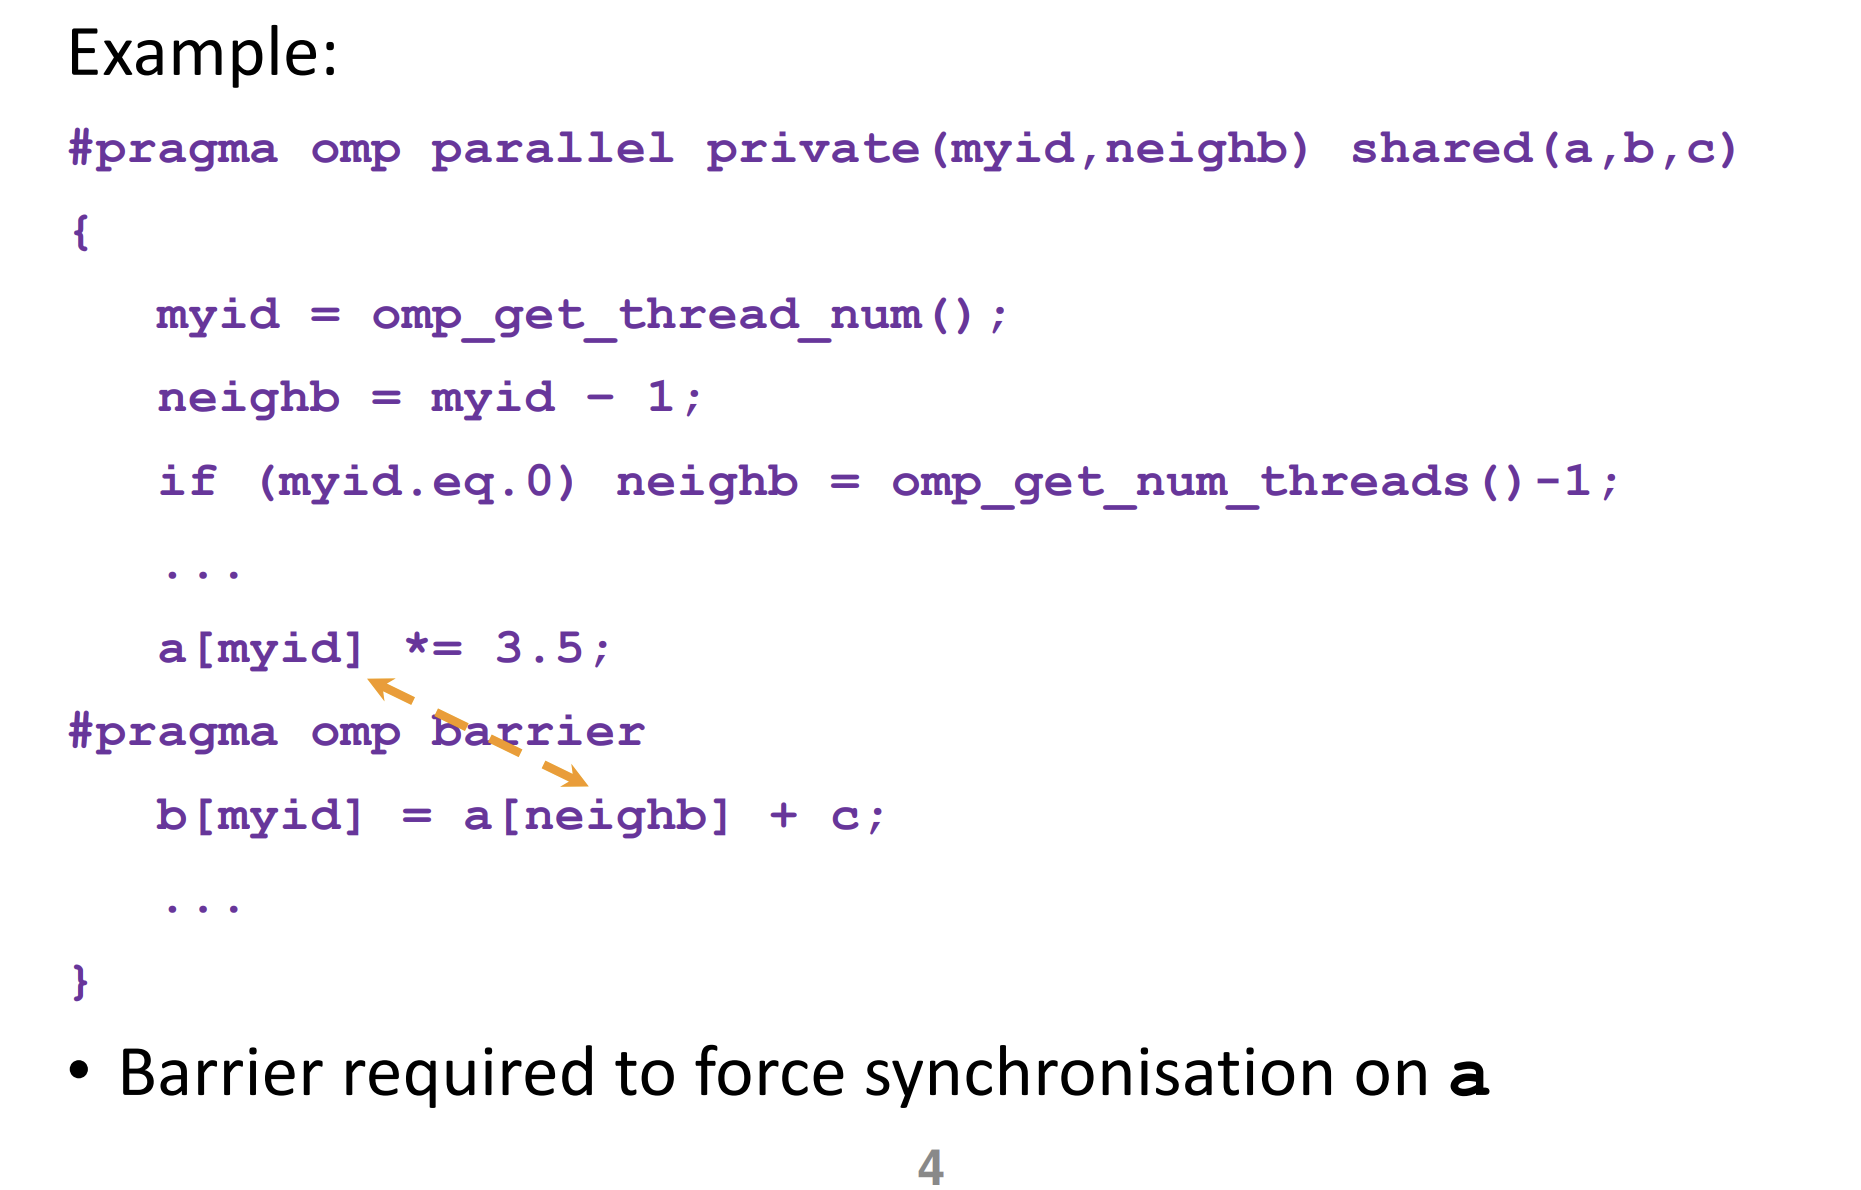 Example:
#pragma omp parallel private(myid,neighb) shared(a,b,c)
{
myid = omp_get_thread_num();
neighb = myid – 1;
if (myid.eq.0) neighb = omp_get_num_threads()-1;
...
a[myid] *= 3.5;
#pragma omp barrier
b[myid] = a[neighb] + c;
...
}
• Barrier required to force synchronisation on a
4